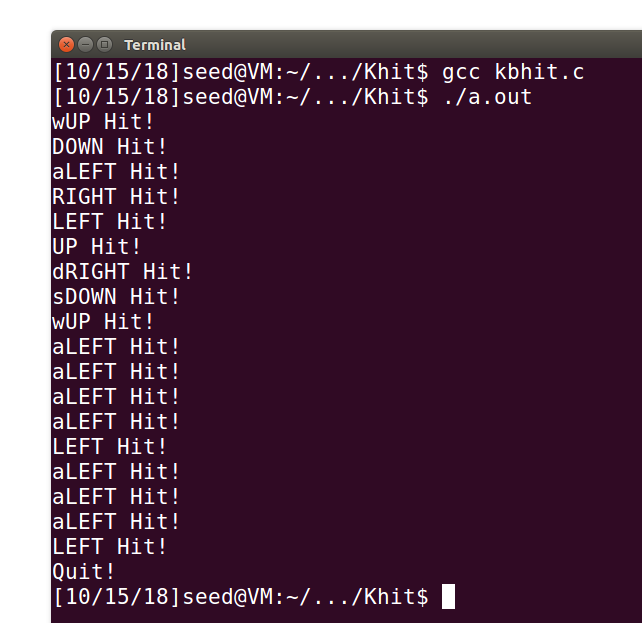 Terminal
[10/15/18]seed@VM:~/.../Khit$ gcc kbhit.c
[10/15/18]seed@VM:~/.../Khit$ ./a.out
wUP Hit!
DOWN Hit!
aLEFT Hit!
RIGHT Hit!
LEFT Hit!
UP Hit!
dRIGHT Hit!
sDOWN Hit!
wUP Hit!
aLEFT Hit!
aLEFT Hit!
aLEFT Hit!
aLEFT Hit!
LEFT Hit!
aLEFT Hit!
aLEFT Hit!
aLEFT Hit!
LEFT Hit!
Quit!
[10/15/18]seed@VM:~/.../Khit$